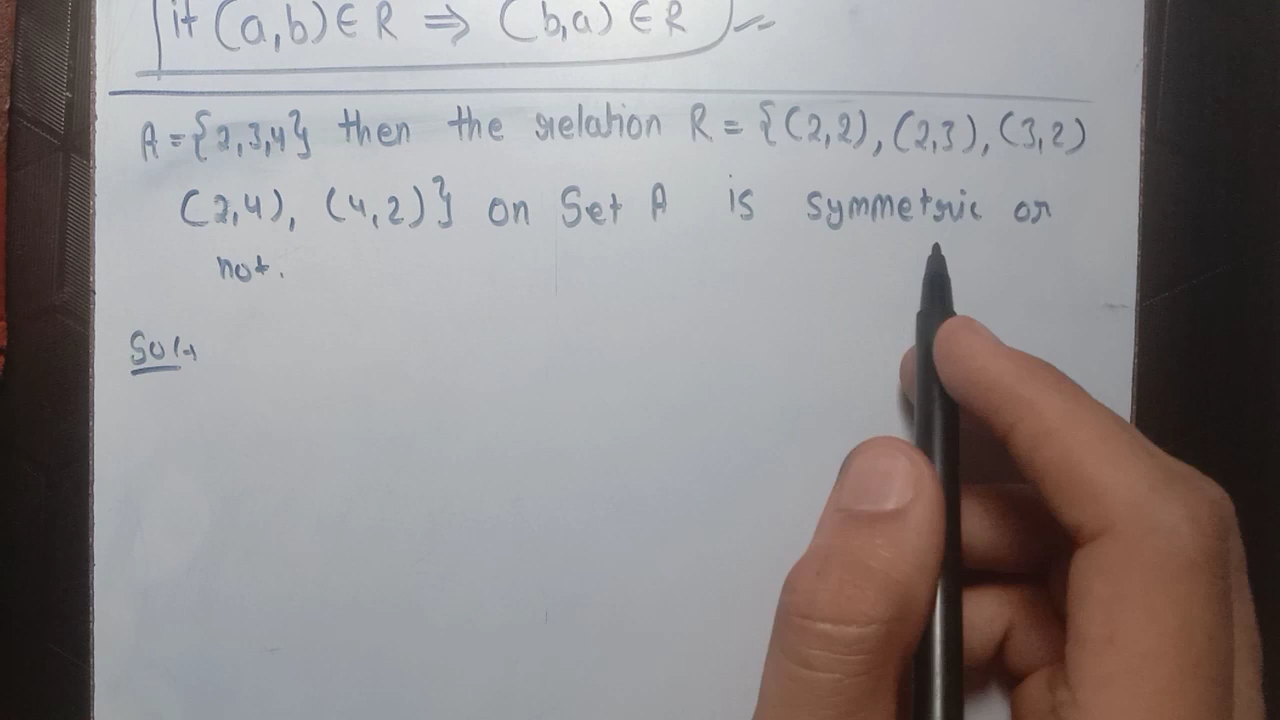 if (a,b) ∈ R ⇒ (b,a) ∈ R
A = {2,3,4} then the relation R = {(2,2), (2,3), (3,2)
(2,4), (4,2)} on Set A is symmetric or
not.
Sol→